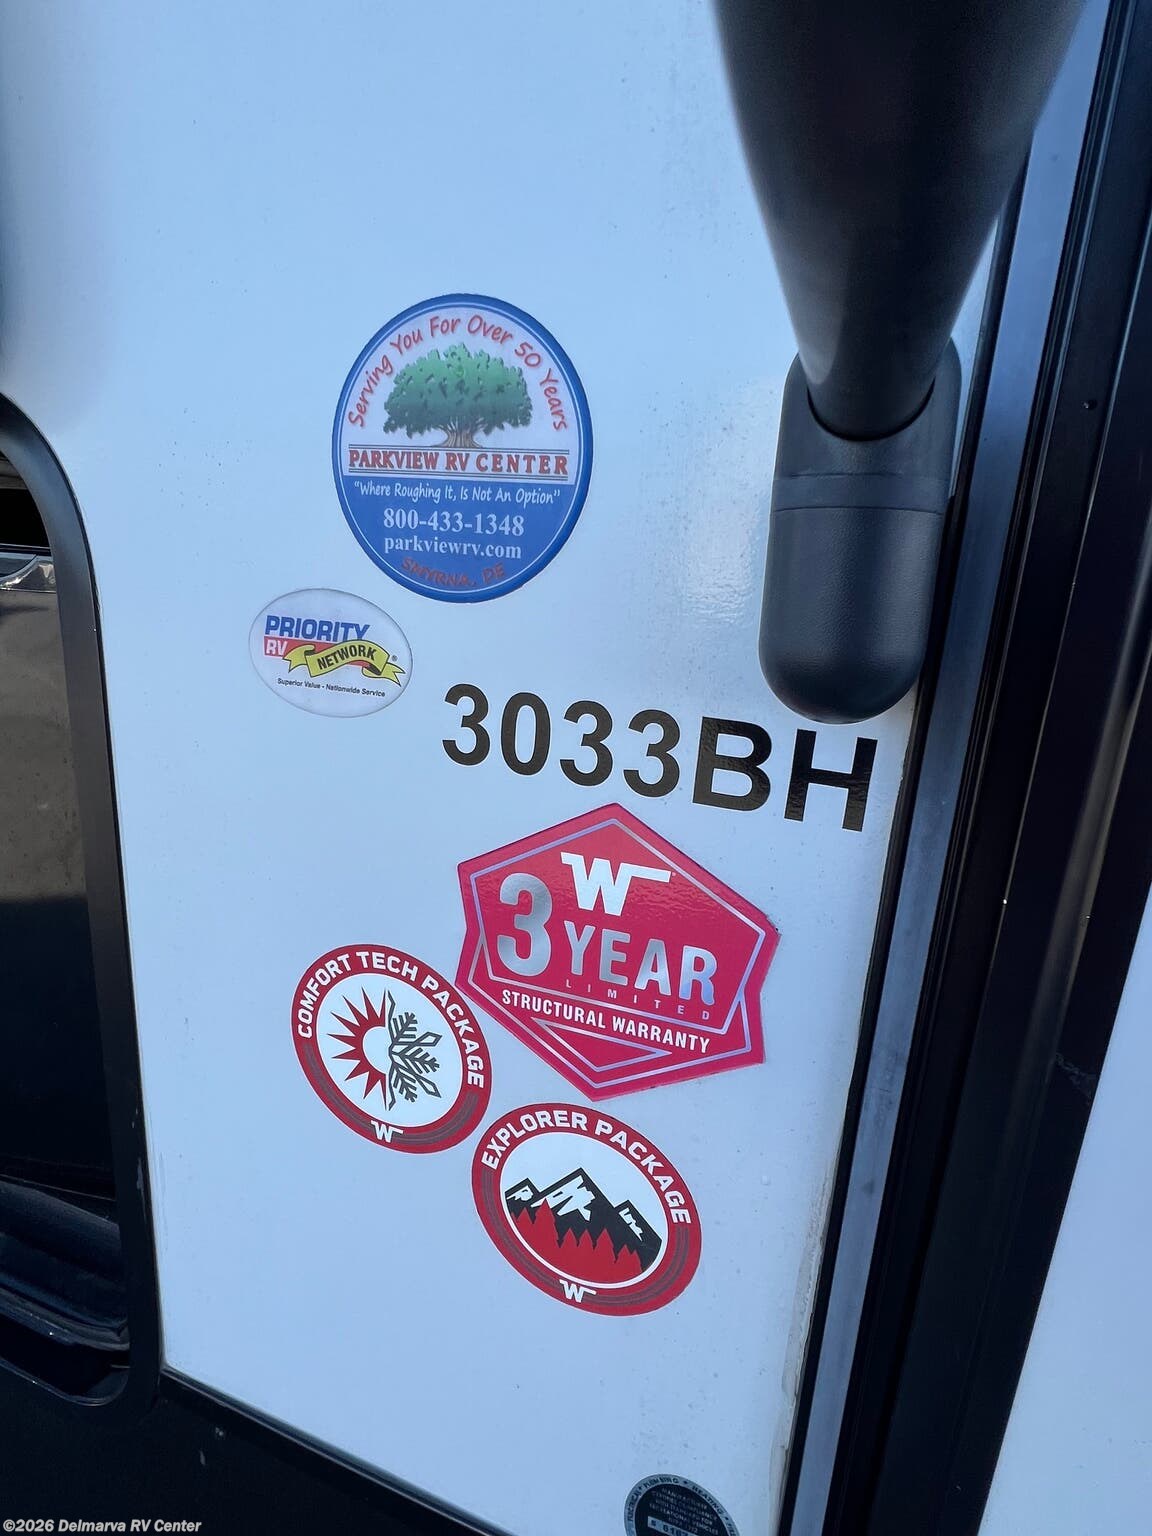 Serving You For Over 50 Years
PARKVIEW RV CENTER
"Where Roughing It, Is Not An Option"
800-433-1348
parkviewrv.com
SMYRNA, DE
PRIORITY
RV
NETWORK®
Superior Value - Nationwide Service
3033BH
W
3 YEAR
LIMITED
STRUCTURAL WARRANTY
COMFORT TECH PACKAGE
W
EXPLORER PACKAGE
W
HEATING
©2026 Delmarva RV Center